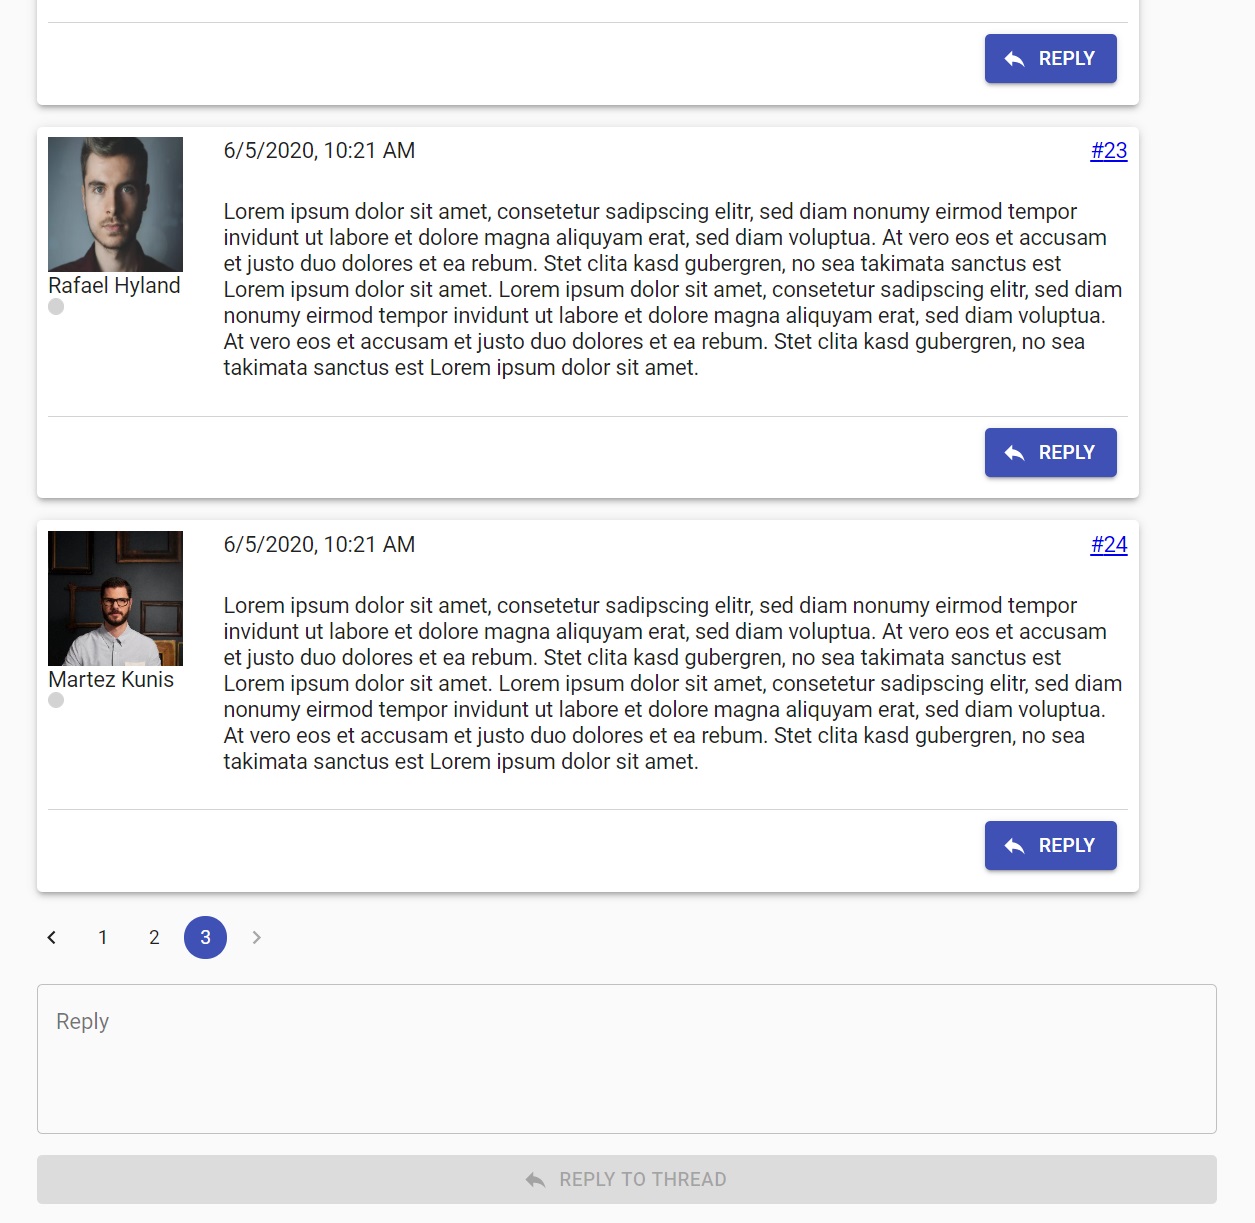 REPLY
6/5/2020, 10:21 AM
#23
Lorem ipsum dolor sit amet, consetetur sadipscing elitr, sed diam nonumy eirmod tempor
invidunt ut labore et dolore magna aliquyam erat, sed diam voluptua. At vero eos et accusam
et justo duo dolores et ea rebum. Stet clita kasd gubergren, no sea takimata sanctus est
Lorem ipsum dolor sit amet. Lorem ipsum dolor sit amet, consetetur sadipscing elitr, sed diam
nonumy eirmod tempor invidunt ut labore et dolore magna aliquyam erat, sed diam voluptua.
At vero eos et accusam et justo duo dolores et ea rebum. Stet clita kasd gubergren, no sea
takimata sanctus est Lorem ipsum dolor sit amet.
Rafael Hyland
REPLY
6/5/2020, 10:21 AM
#24
Lorem ipsum dolor sit amet, consetetur sadipscing elitr, sed diam nonumy eirmod tempor
invidunt ut labore et dolore magna aliquyam erat, sed diam voluptua. At vero eos et accusam
et justo duo dolores et ea rebum. Stet clita kasd gubergren, no sea takimata sanctus est
Lorem ipsum dolor sit amet. Lorem ipsum dolor sit amet, consetetur sadipscing elitr, sed diam
nonumy eirmod tempor invidunt ut labore et dolore magna aliquyam erat, sed diam voluptua.
At vero eos et accusam et justo duo dolores et ea rebum. Stet clita kasd gubergren, no sea
takimata sanctus est Lorem ipsum dolor sit amet.
Martez Kunis
REPLY
1 2 3
Reply
REPLY TO THREAD